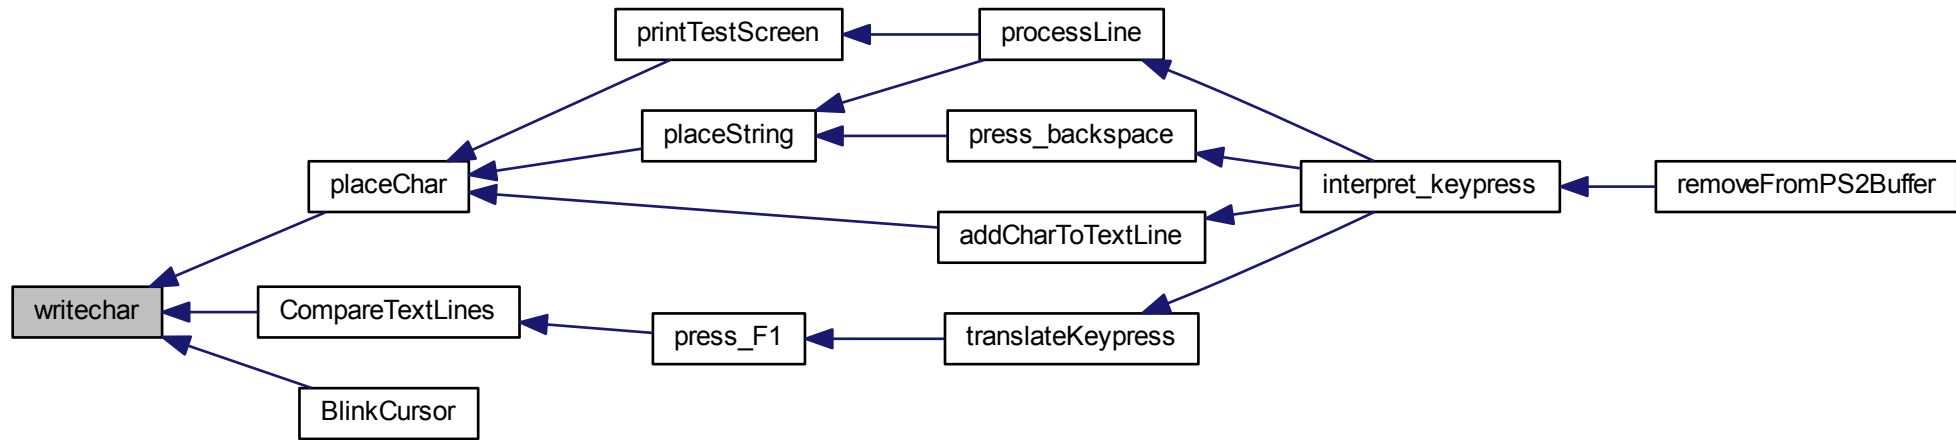 printTestScreen
processLine
placeString
press_backspace
placeChar
interpret_keypress
removeFromPS2Buffer
addCharToTextLine
writechar
CompareTextLines
press_F1
translateKeypress
BlinkCursor